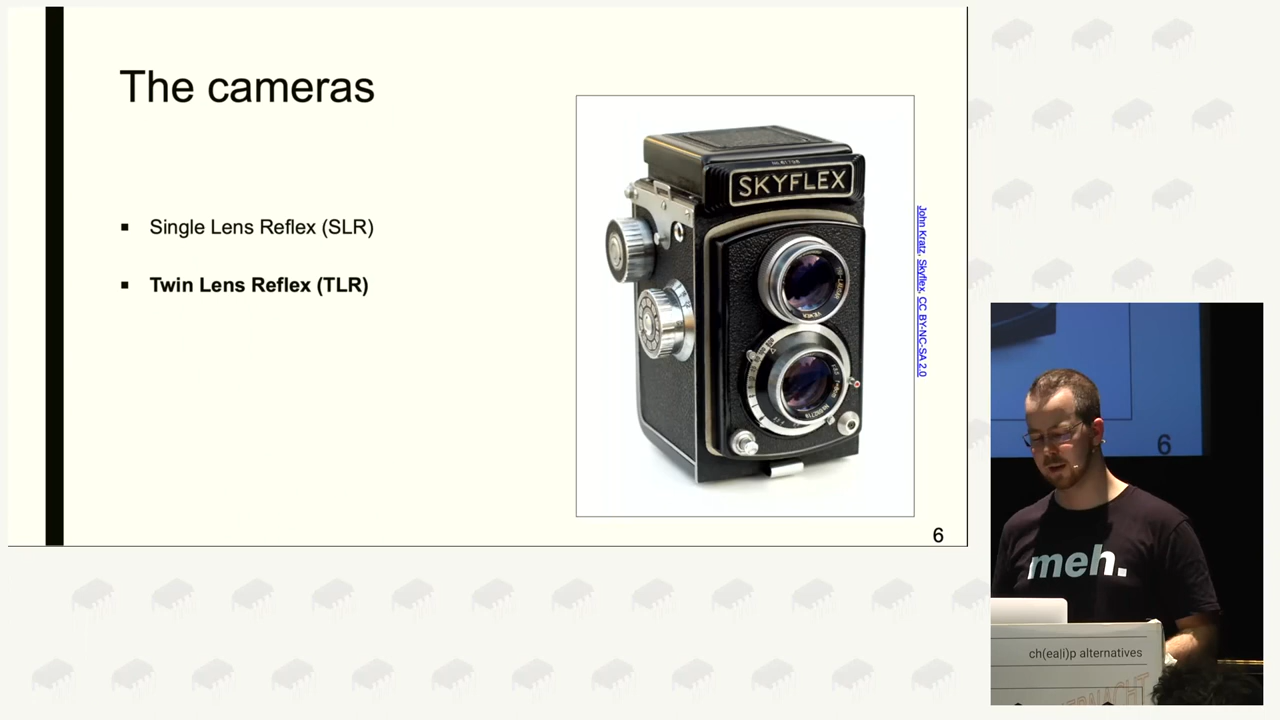 The cameras
Single Lens Reflex (SLR)
Twin Lens Reflex (TLR)
SKYFLEX
John Kratz, Skyflex, CC BY-NC-SA 2.0
6
6
meh.
ch(ea|i)p alternatives